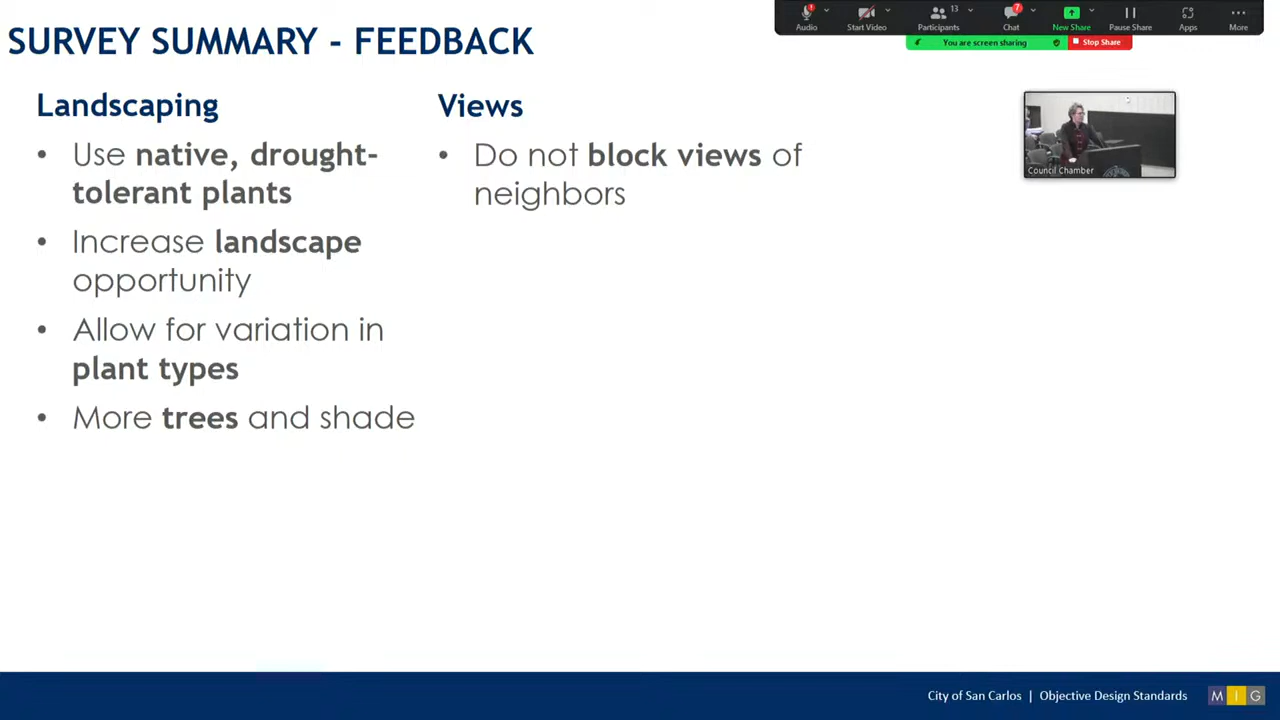 SURVEY SUMMARY - FEEDBACK
Audio
Start Video
13
Participants
7
Chat
New Share
Pause Share
Apps
More
You are screen sharing
Stop Share
Landscaping
• Use native, drought-
tolerant plants
• Increase landscape
opportunity
• Allow for variation in
plant types
• More trees and shade
Views
• Do not block views of
neighbors
Council Chamber
City of San Carlos | Objective Design Standards
M I G